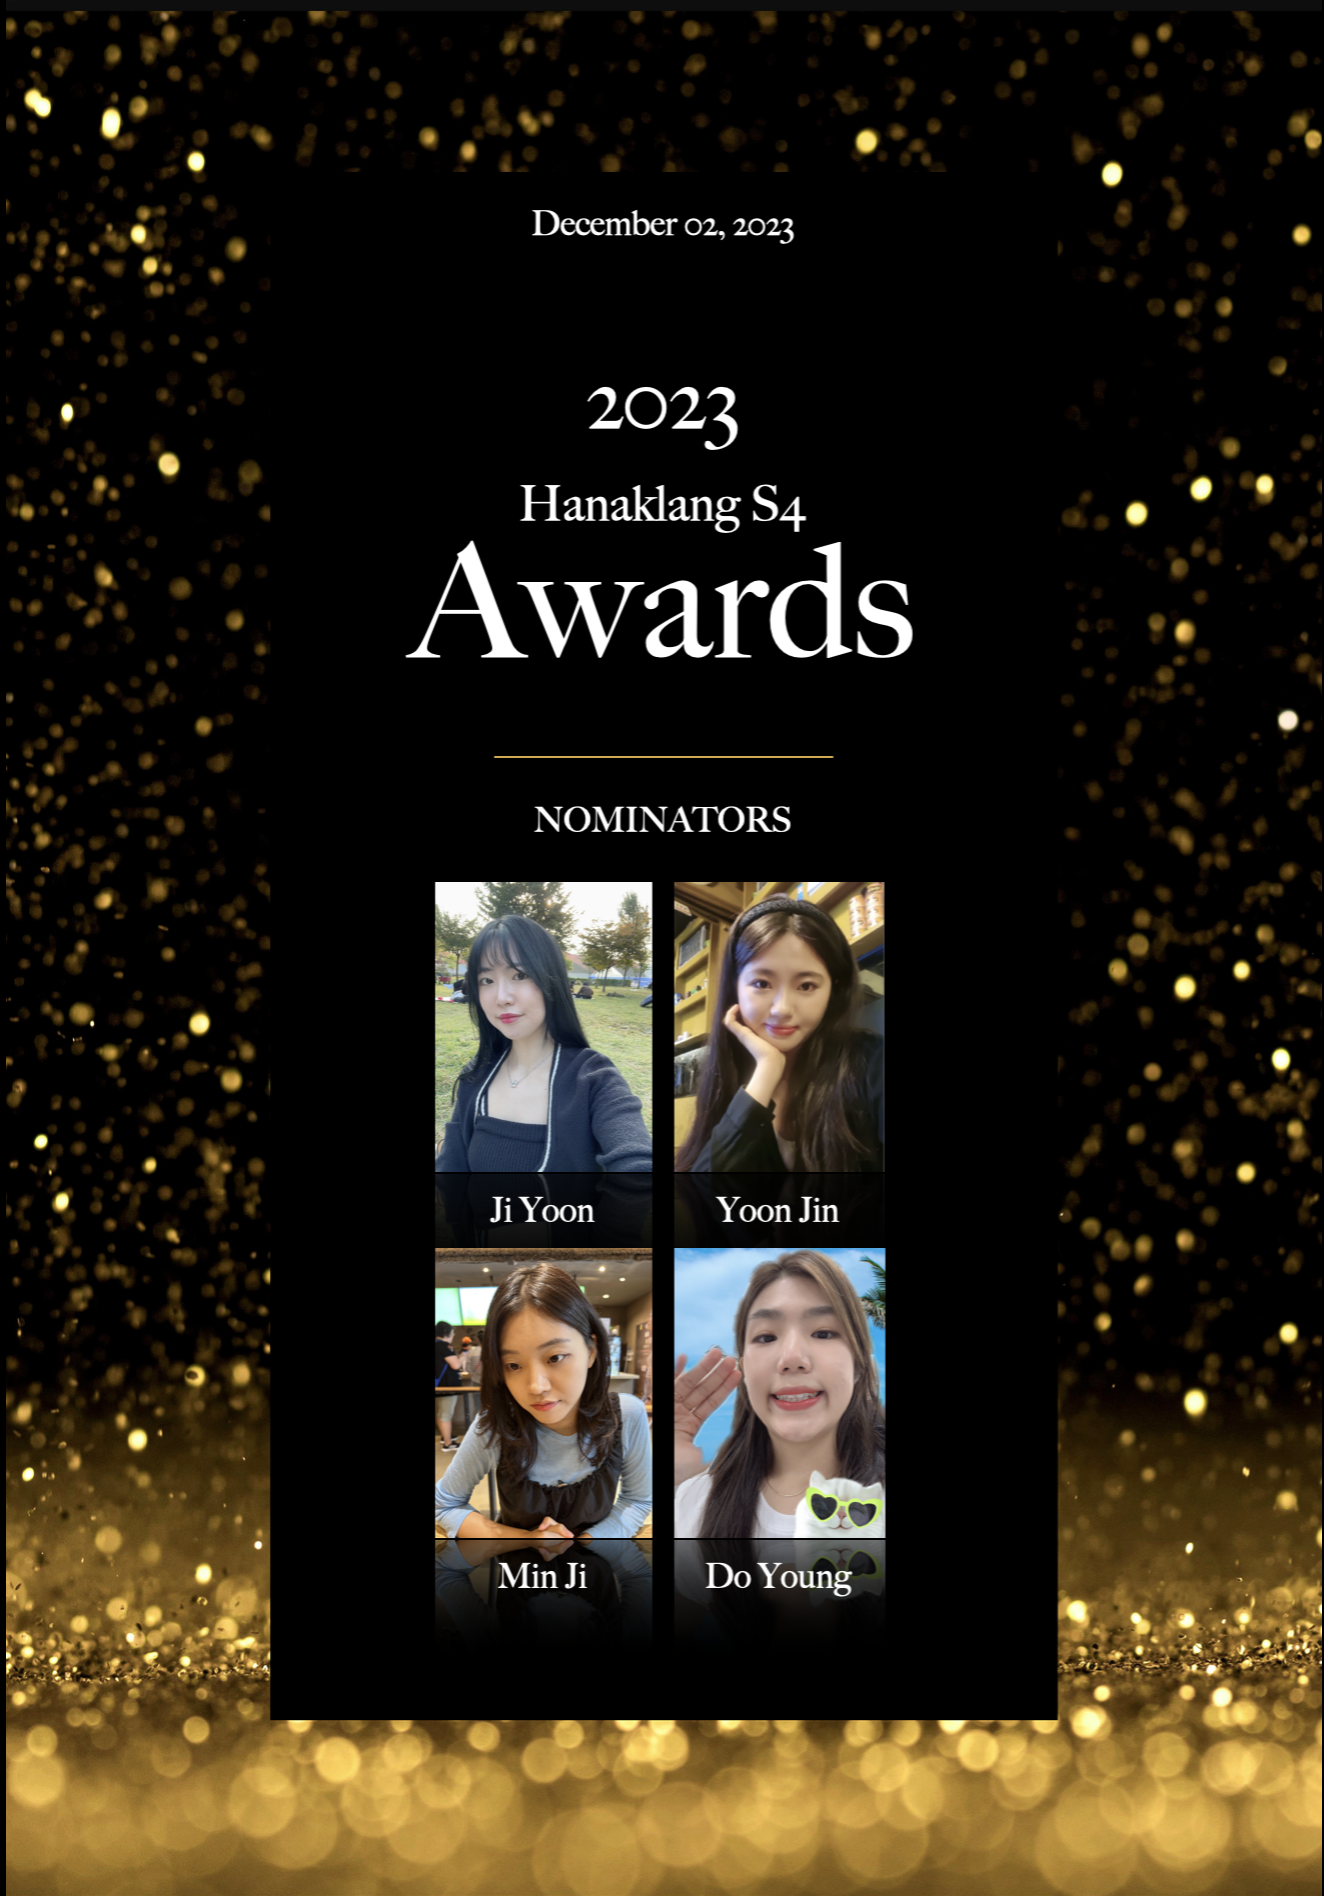 December 02, 2023
2023
Hanaklang S4
Awards
NOMINATORS
Ji Yoon
Yoon Jin
Min Ji
Do Young